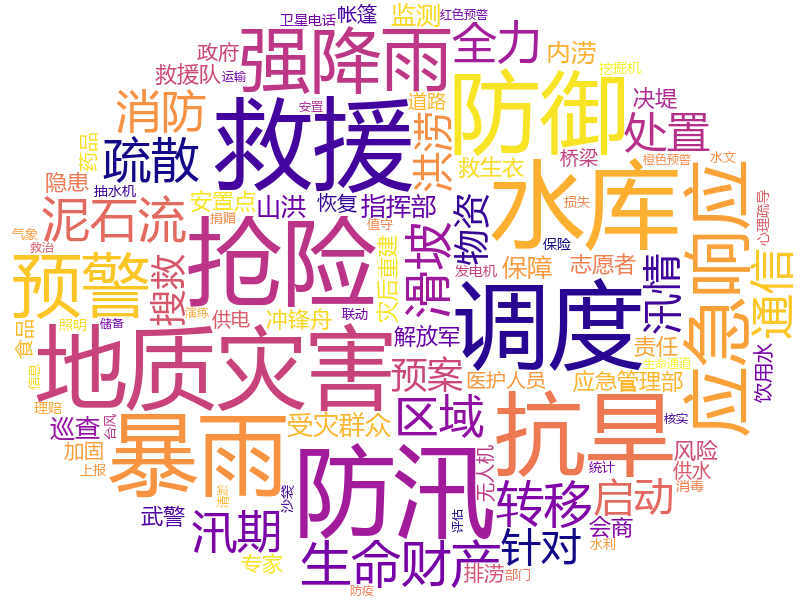 卫星电话
帐篷
监测
红色预警
政府
强降雨
全力
内涝
救援队
运输
挖掘机
消防
救援
安置
道路
防御
决堤
处置
药品
疏散
洪涝
救生衣
桥梁
橙色预警
水文
隐患
抽水机
安置点
山洪
恢复
指挥部
物资
水库
损失
应急响应
心理疏导
泥石流
捐赠
值守
气象
救治
抢险
灾后重建
滑坡
保险
发电机
保障
志愿者
汛情
通信
预警
搜救
演练
联动
调度
食品
照明
储备
供电
冲锋舟
解放军
责任
生命通道
信息
地质灾害
预案
医护人员
应急管理部
饮用水
理赔
暴雨
受灾群众
区域
抗旱
核实
巡查
台风
风险
加固
上报
防汛
无人机
统计
供水
清淤
沙袋
转移
启动
消毒
武警
汛期
评估
会商
专家
生命财产
针对
水利
排涝
部门
防疫